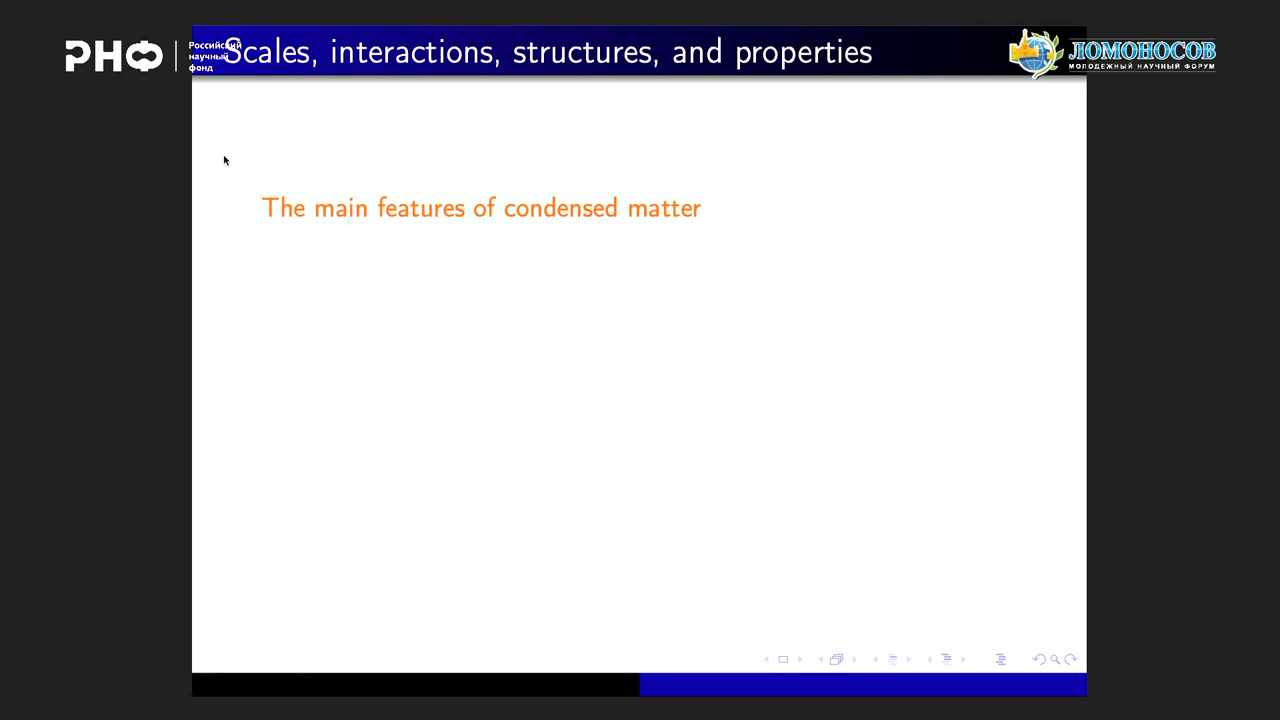 РНФ
Российский
научный
фонд
Scales, interactions, structures, and properties
ЛОМОНОСОВ
МОЛОДЕЖНЫЙ НАУЧНЫЙ ФОРУМ
The main features of condensed matter